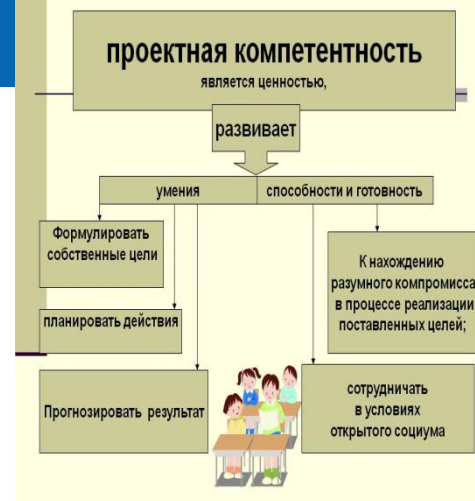 проектная компетентность
является ценностью,
развивает
умения
способности и готовность
Формулировать
собственные цели
планировать действия
Прогнозировать результат
К нахождению
разумного компромисса
в процессе реализации
поставленных целей;
сотрудничать
в условиях
открытого социума